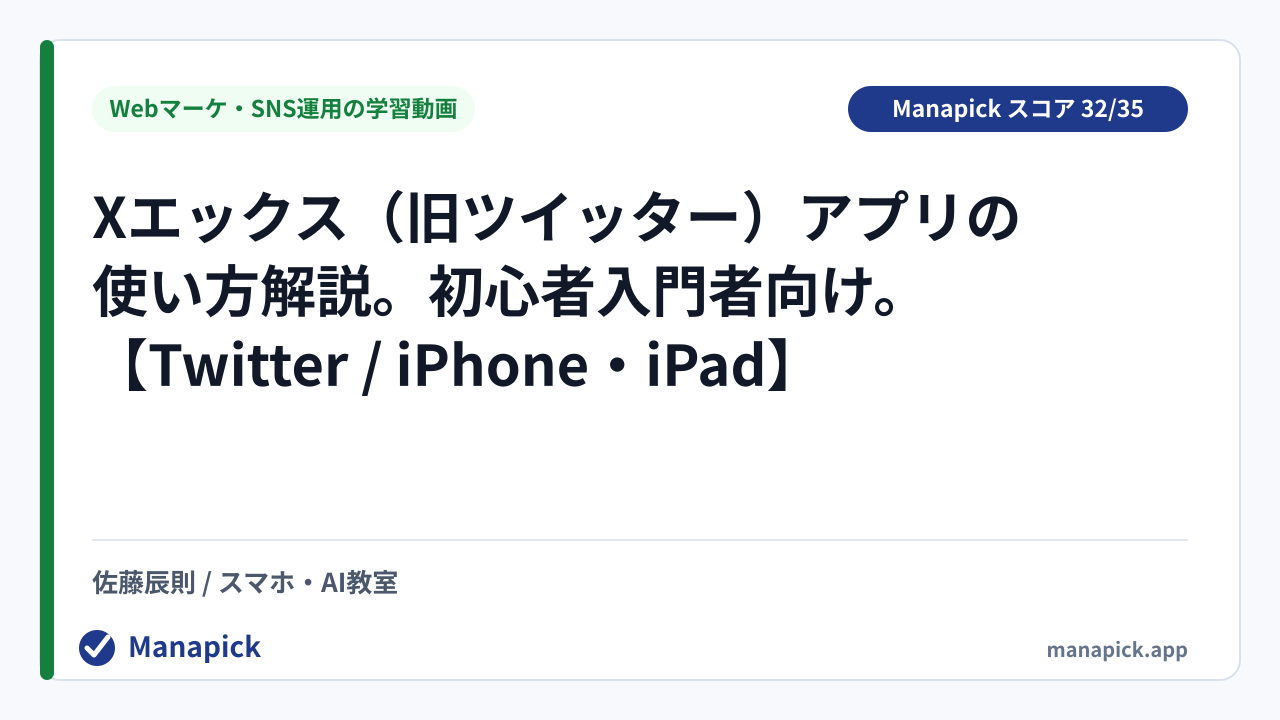 Webマーケ・SNS運用の学習動画
Manapick スコア 32/35
Xエックス（旧ツイッター）アプリの
使い方解説。初心者入門者向け。
【Twitter / iPhone・iPad】
佐藤辰則 / スマホ・AI教室
Manapick
manapick.app